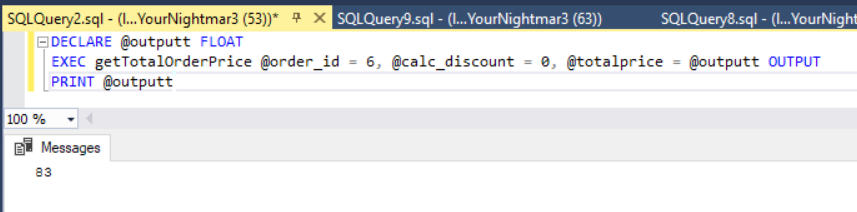 SQLQuery2.sql - (l...YourNightmar3 (53))* SQLQuery9.sql - (l...YourNightmar3 (63)) SQLQuery8.sql - (l...YourNight
DECLARE @outputt FLOAT
EXEC getTotalOrderPrice @order_id = 6, @calc_discount = 0, @totalprice = @outputt OUTPUT
PRINT @outputt
100 %
Messages
83